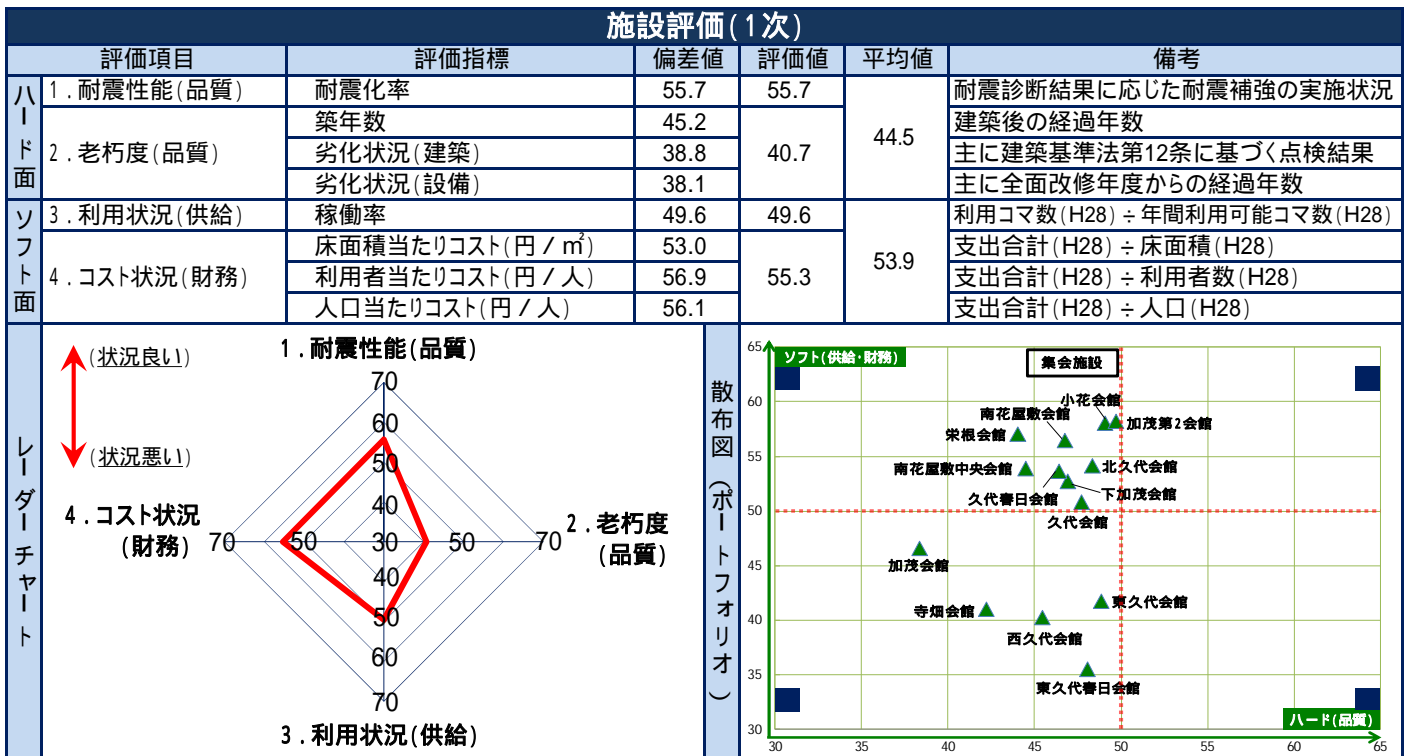 施設評価(1次)
評価項目 評価指標 偏差値 評価値 平均値 備考
ハード面
1.耐震性能(品質) 耐震化率 55.7 55.7 44.5 耐震診断結果に応じた耐震補強の実施状況
2.老朽度(品質) 築年数 45.2 40.7 建築後の経過年数
劣化状況(建築) 38.8 主に建築基準法第12条に基づく点検結果
劣化状況(設備) 38.1 主に全面改修年度からの経過年数
ソフト面
3.利用状況(供給) 稼働率 49.6 49.6 53.9 利用コマ数(H28)÷年間利用可能コマ数(H28)
4.コスト状況(財務) 床面積当たりコスト(円/㎡) 53.0 55.3 支出合計(H28)÷床面積(H28)
利用者当たりコスト(円/人) 56.9 支出合計(H28)÷利用者数(H28)
人口当たりコスト(円/人) 56.1 支出合計(H28)÷人口(H28)
レーダーチャート
(状況良い)
(状況悪い)
1.耐震性能(品質)
70
60
50
40
4.コスト状況
(財務)
70 50 30 50 70
2.老朽度
(品質)
40
50
60
70
3.利用状況(供給)
散布図(ポートフォリオ)
65
ソフト(供給・財務)
集会施設
60
小花会館
南花屋敷会館
加茂第2会館
栄根会館
55
南花屋敷中央会館
北久代会館
久代春日会館
下加茂会館
久代会館
50
加茂会館
45
寺畑会館
東久代会館
西久代会館
40
東久代春日会館
35
ハード(品質)
30
30 35 40 45 50 55 60 65